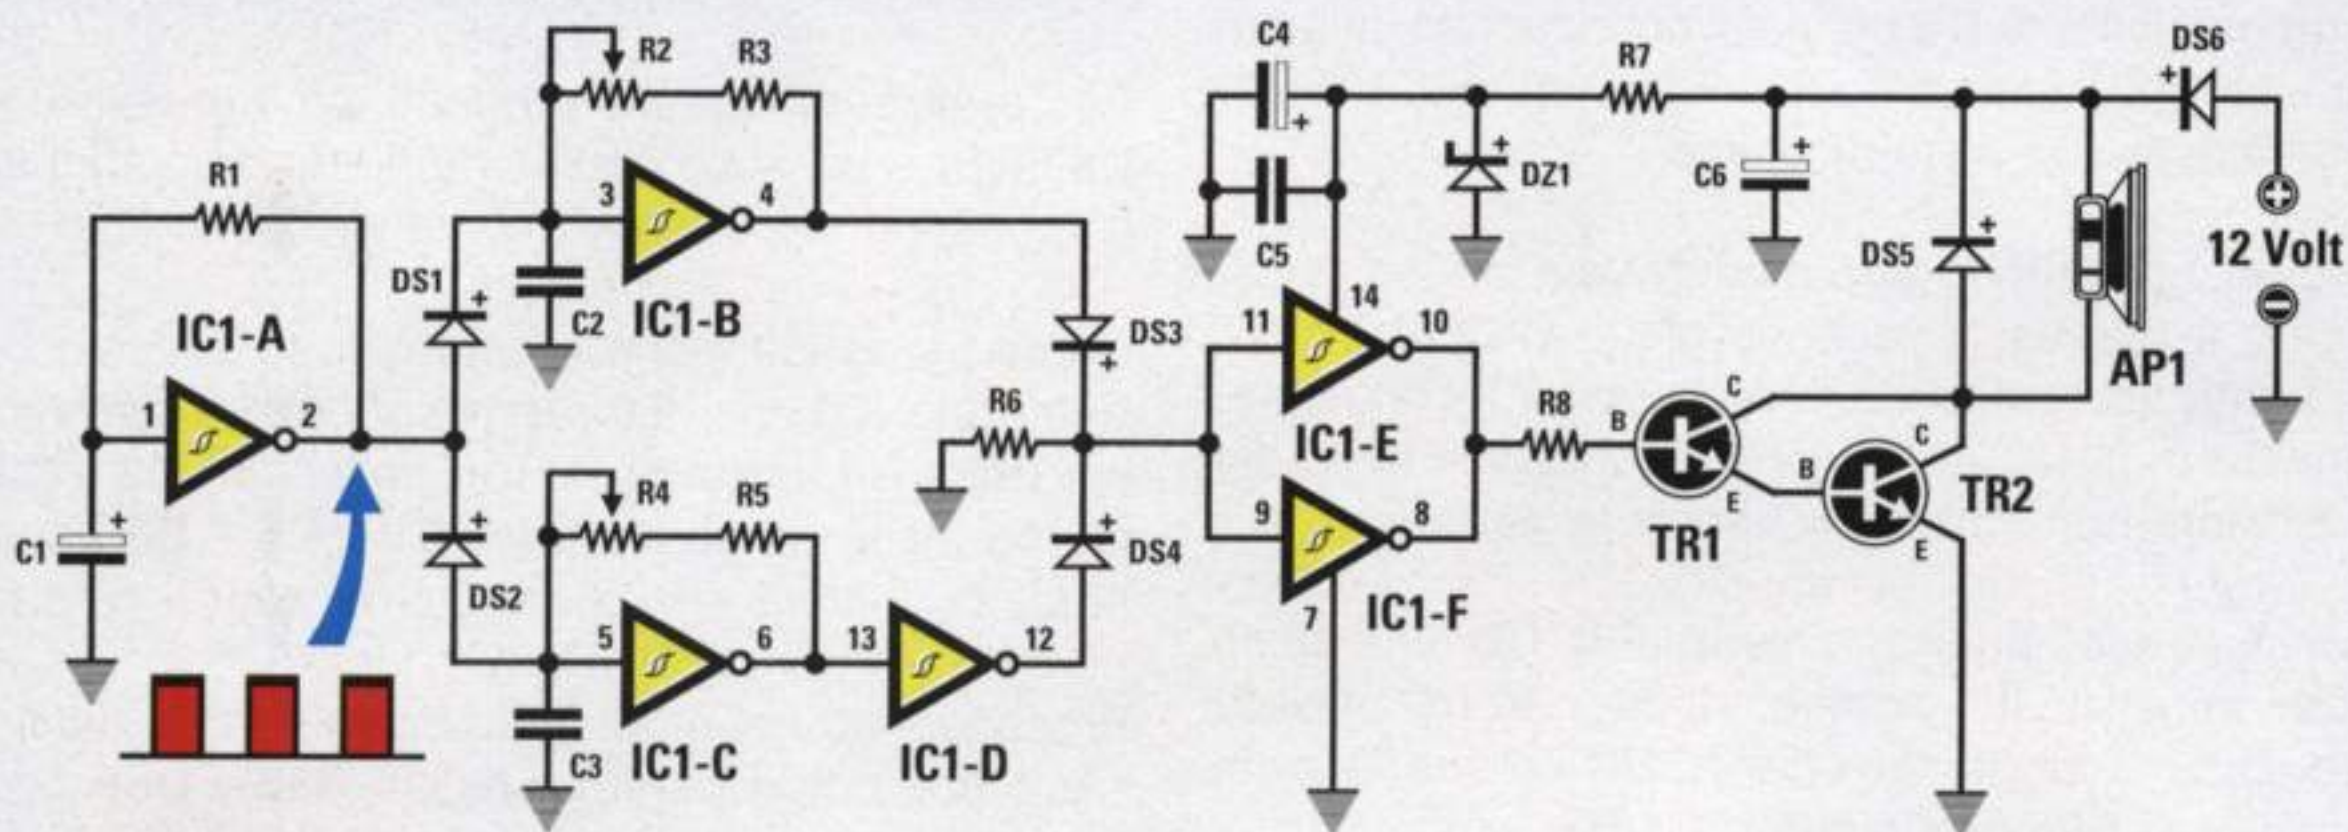 R1
IC1-A
1
2
C1
+
R2
R3
3
4
DS1
+
C2
IC1-B
DS2
+
R4
R5
5
6
C3
IC1-C
13
12
IC1-D
DS3
+
R6
DS4
+
C4
+
C5
R7
DZ1
+
C6
+
DS5
+
DS6
+
+
12 Volt
-
AP1
11
14
10
IC1-E
9
8
7
IC1-F
R8
B
C
E
TR1
B
C
E
TR2